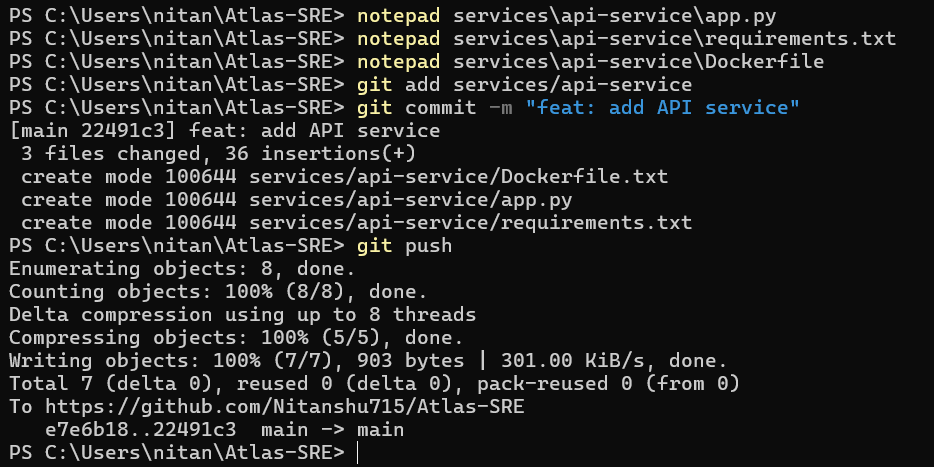 PS C:\Users\nitan\Atlas-SRE> notepad services\api-service\app.py
PS C:\Users\nitan\Atlas-SRE> notepad services\api-service\requirements.txt
PS C:\Users\nitan\Atlas-SRE> notepad services\api-service\Dockerfile
PS C:\Users\nitan\Atlas-SRE> git add services/api-service
PS C:\Users\nitan\Atlas-SRE> git commit -m "feat: add API service"
[main 22491c3] feat: add API service
 3 files changed, 36 insertions(+)
 create mode 100644 services/api-service/Dockerfile.txt
 create mode 100644 services/api-service/app.py
 create mode 100644 services/api-service/requirements.txt
PS C:\Users\nitan\Atlas-SRE> git push
Enumerating objects: 8, done.
Counting objects: 100% (8/8), done.
Delta compression using up to 8 threads
Compressing objects: 100% (5/5), done.
Writing objects: 100% (7/7), 903 bytes | 301.00 KiB/s, done.
Total 7 (delta 0), reused 0 (delta 0), pack-reused 0 (from 0)
To https://github.com/Nitanshu715/Atlas-SRE
   e7e6b18..22491c3  main -> main
PS C:\Users\nitan\Atlas-SRE>